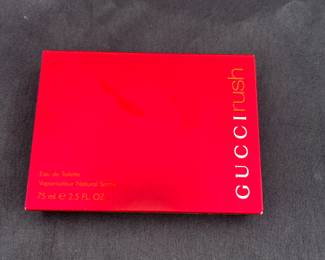 GUCCI rush
Eau de Toilette
Vaporisateur Natural Spray
75 ml e 2.5 FL. OZ.